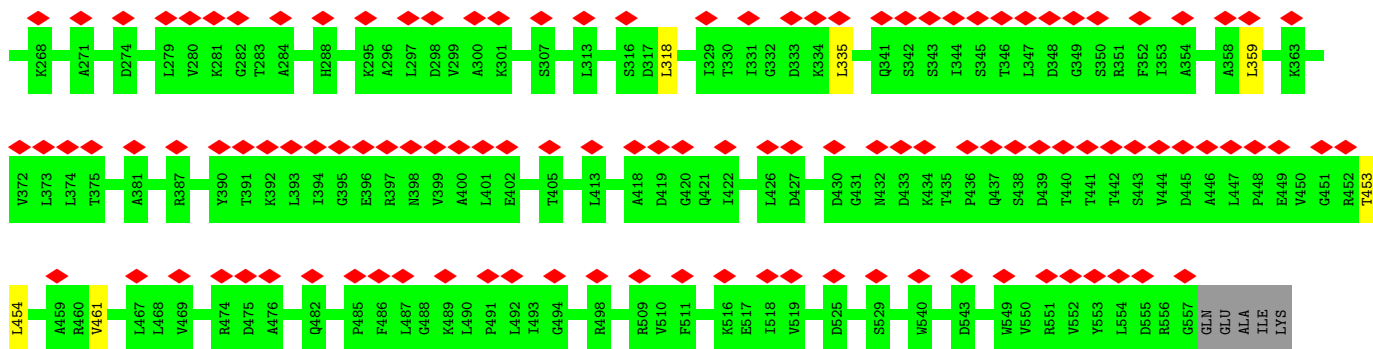 K268 A271 D274 L279 V280 K281 G282 T283 A284 H288 K295 A296 L297 D298 V299 A300 K301 S307 L313 S316 D317 L318 I329 T330 I331 G332 D333 K334 L335 Q341 S342 S343 I344 S345 T346 L347 D348 G349 S350 R351 F352 I353 A354 A358 L359 K363
V372 L373 L374 T375 A381 R387 Y390 T391 K392 L393 I394 G395 E396 R397 N398 V399 A400 L401 E402 T405 L413 A418 D419 G420 Q421 I422 L426 D427 D430 G431 N432 D433 K434 T435 P436 Q437 S438 D439 T440 T441 T442 S443 V444 D445 A446 L447 P448 E449 V450 G451 R452 T453
L454 A459 R460 V461 L467 L468 V469 R474 D475 A476 Q482 P485 F486 L487 G488 K489 L490 P491 L492 I493 G494 R498 R509 V510 F511 K516 E517 I518 V519 D525 S529 W540 D543 W549 V550 R551 V552 Y553 L554 D555 R556 G557 GLN GLU ALA ILE LYS